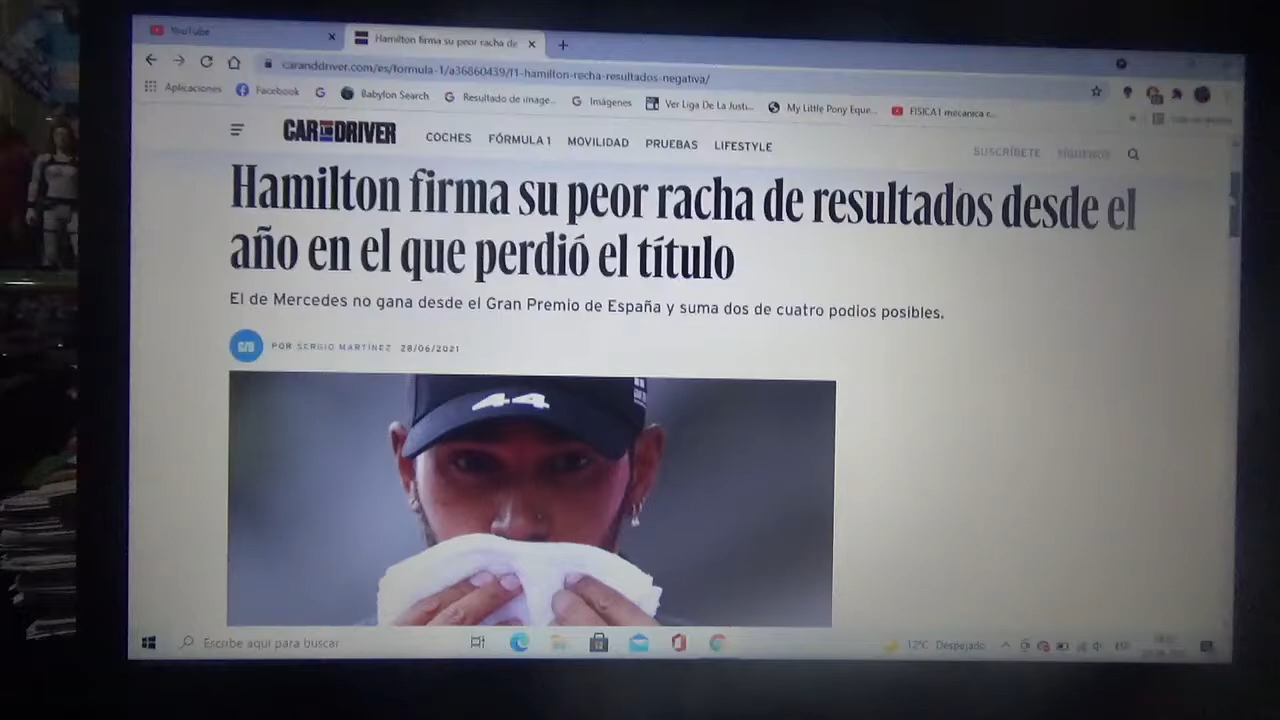 YouTube
Hamilton firma su peor racha de
caranddriver.com/es/formula-1/a36860439/f1-hamilton-racha-resultados-negativa/
Aplicaciones Facebook Babylon Search Resultado de image... Imágenes Ver Liga De La Justi... My Little Pony Eque... FISICA1 mecanica c...
CAR AND DRIVER COCHES FÓRMULA 1 MOVILIDAD PRUEBAS LIFESTYLE SUSCRÍBETE SÍGUENOS
Hamilton firma su peor racha de resultados desde el
año en el que perdió el título
El de Mercedes no gana desde el Gran Premio de España y suma dos de cuatro podios posibles.
C/D POR SERGIO MARTÍNEZ 28/06/2021
44
Escribe aquí para buscar 12°C Despejado ESP